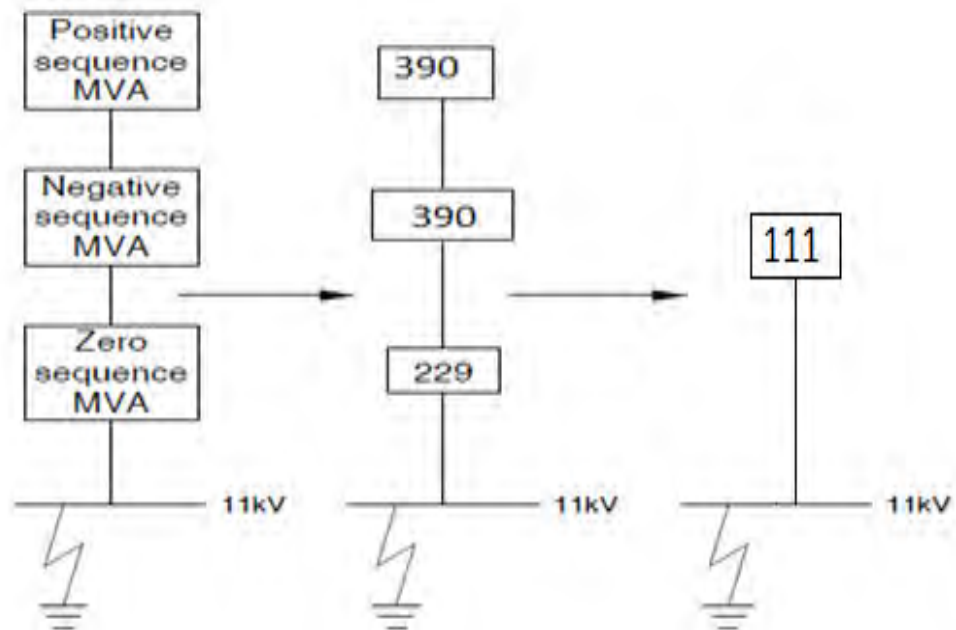 Positive
sequence
MVA
390
Negative
sequence
MVA
390
111
Zero
sequence
MVA
229
11kV
11kV
11kV